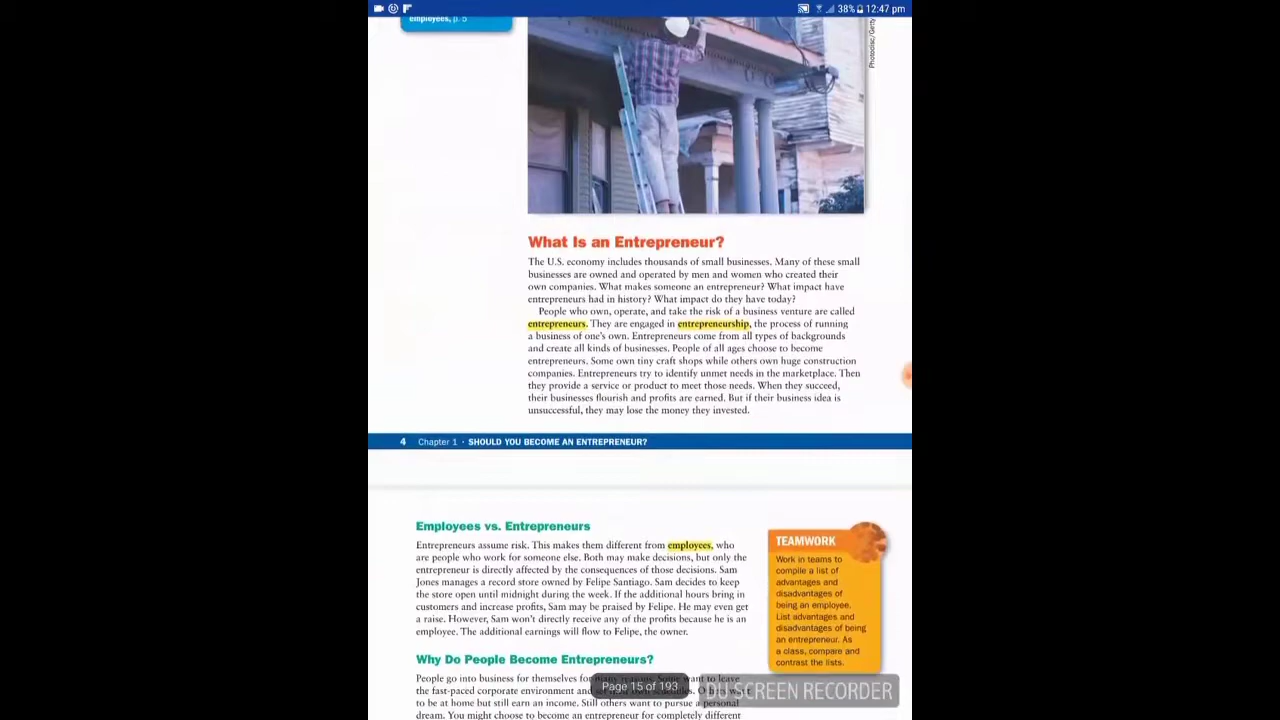 38% 12:47 pm
employees, p. 5
Photodisc/Getty
What Is an Entrepreneur?
The U.S. economy includes thousands of small businesses. Many of these small
businesses are owned and operated by men and women who created their
own companies. What makes someone an entrepreneur? What impact have
entrepreneurs had in history? What impact do they have today?
People who own, operate, and take the risk of a business venture are called
entrepreneurs. They are engaged in entrepreneurship, the process of running
a business of one's own. Entrepreneurs come from all types of backgrounds
and create all kinds of businesses. People of all ages choose to become
entrepreneurs. Some own tiny craft shops while others own huge construction
companies. Entrepreneurs try to identify unmet needs in the marketplace. Then
they provide a service or product to meet those needs. When they succeed,
their businesses flourish and profits are earned. But if their business idea is
unsuccessful, they may lose the money they invested.
4 Chapter 1 · SHOULD YOU BECOME AN ENTREPRENEUR?
Employees vs. Entrepreneurs
Entrepreneurs assume risk. This makes them different from employees, who
are people who work for someone else. Both may make decisions, but only the
entrepreneur is directly affected by the consequences of those decisions. Sam
Jones manages a record store owned by Felipe Santiago. Sam decides to keep
the store open until midnight during the week. If the additional hours bring in
customers and increase profits, Sam may be praised by Felipe. He may even get
a raise. However, Sam won't directly receive any of the profits because he is an
employee. The additional earnings will flow to Felipe, the owner.
TEAMWORK
Work in teams to
compile a list of
advantages and
disadvantages of
being an employee.
List advantages and
disadvantages of being
an entrepreneur. As
a class, compare and
contrast the lists.
Why Do People Become Entrepreneurs?
People go into business for themselves for many reasons. Some want to leave
the fast-paced corporate environment and
to be at home but still earn an income. Still others want to pursue a personal
dream. You might choose to become an entrepreneur for completely different
Page 15 of 193
DU SCREEN RECORDER